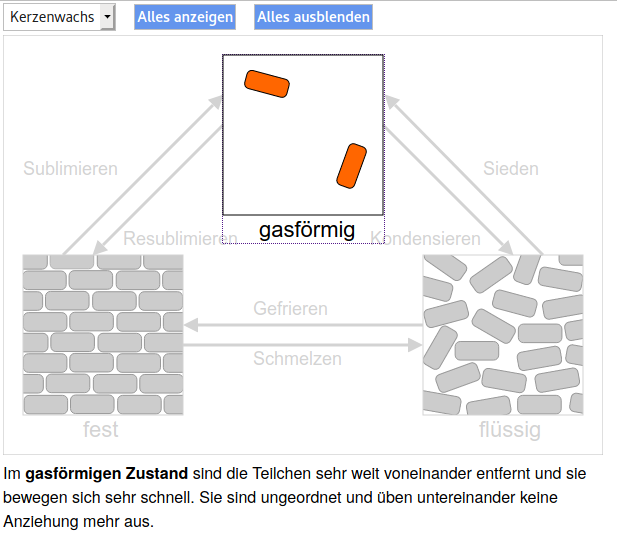 Kerzenwachs
Alles anzeigen
Alles ausblenden
Sublimieren
Sieden
Resublimieren
gasförmig
Kondensieren
Gefrieren
Schmelzen
fest
flüssig
Im gasförmigen Zustand sind die Teilchen sehr weit voneinander entfernt und sie
bewegen sich sehr schnell. Sie sind ungeordnet und üben untereinander keine
Anziehung mehr aus.